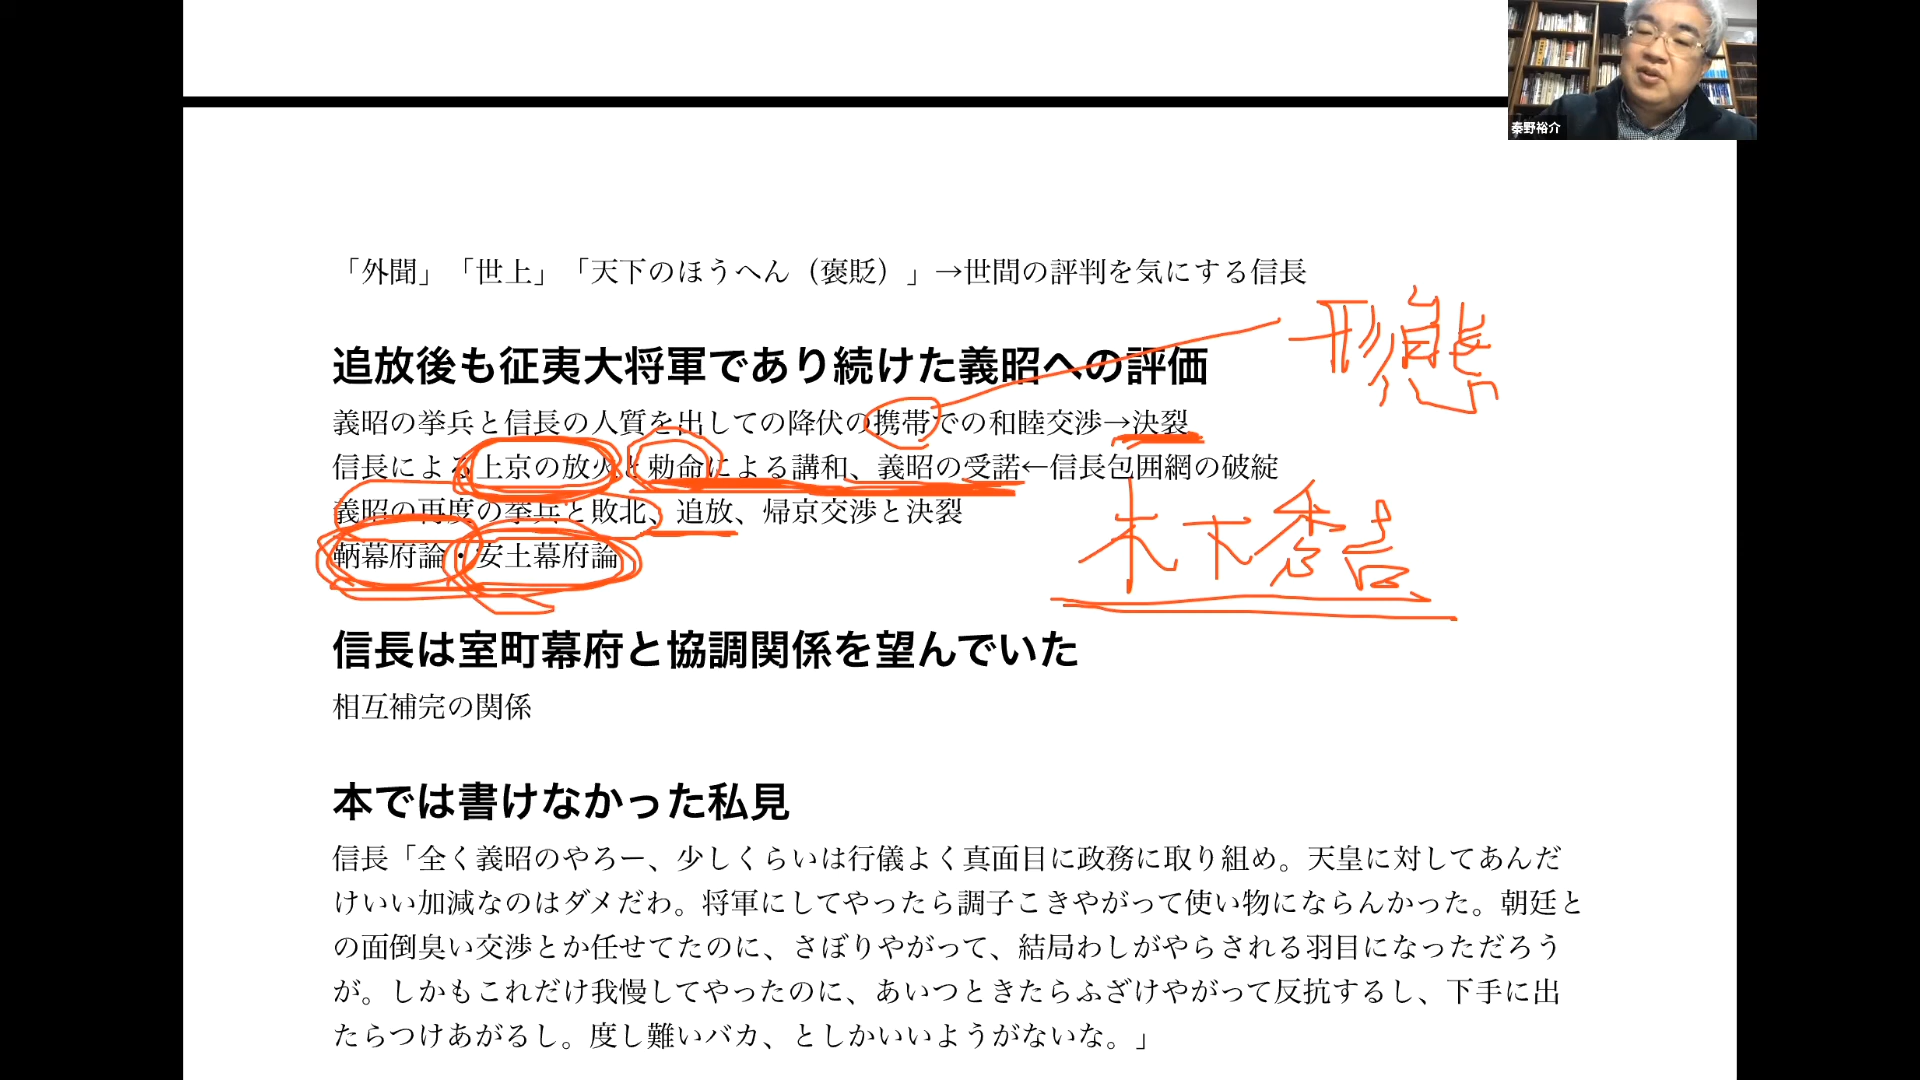 秦野裕介
「外聞」「世上」「天下のほうへん（褒貶）」→世間の評判を気にする信長
追放後も征夷大将軍であり続けた義昭への評価
形態
義昭の挙兵と信長の人質を出しての降伏の携帯での和睦交渉→決裂
信長による上京の放火と勅命による講和、義昭の受諾←信長包囲網の破綻
義昭の再度の挙兵と敗北、追放、帰京交渉と決裂
木下秀吉
鞆幕府論・安土幕府論
信長は室町幕府と協調関係を望んでいた
相互補完の関係
本では書けなかった私見
信長「全く義昭のやろー、少しくらいは行儀よく真面目に政務に取り組め。天皇に対してあんだ
けいい加減なのはダメだわ。将軍にしてやったら調子こきやがって使い物にならんかった。朝廷と
の面倒臭い交渉とか任せてたのに、さぼりやがって、結局わしがやらされる羽目になっただろう
が。しかもこれだけ我慢してやったのに、あいつときたらふざけやがって反抗するし、下手に出
たらつけあがるし。度し難いバカ、としかいいようがないな。」